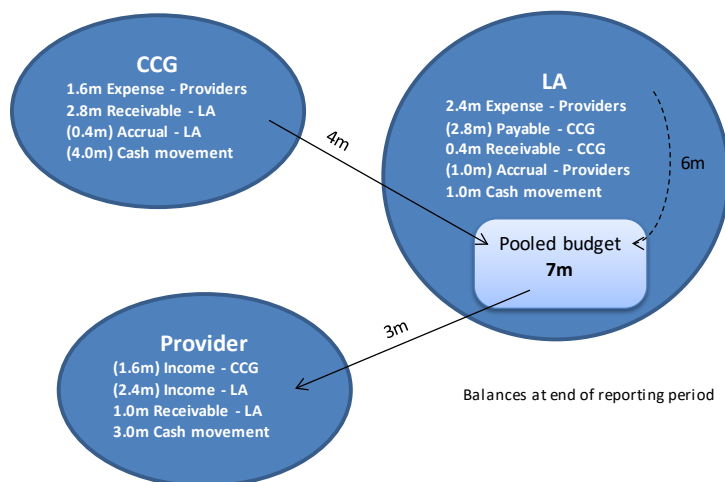 CCG
1.6m Expense - Providers
2.8m Receivable - LA
(0.4m) Accrual - LA
(4.0m) Cash movement
4m
LA
2.4m Expense - Providers
(2.8m) Payable - CCG
0.4m Receivable - CCG
(1.0m) Accrual - Providers
1.0m Cash movement
6m
Pooled budget
7m
3m
Provider
(1.6m) Income - CCG
(2.4m) Income - LA
1.0m Receivable - LA
3.0m Cash movement
Balances at end of reporting period